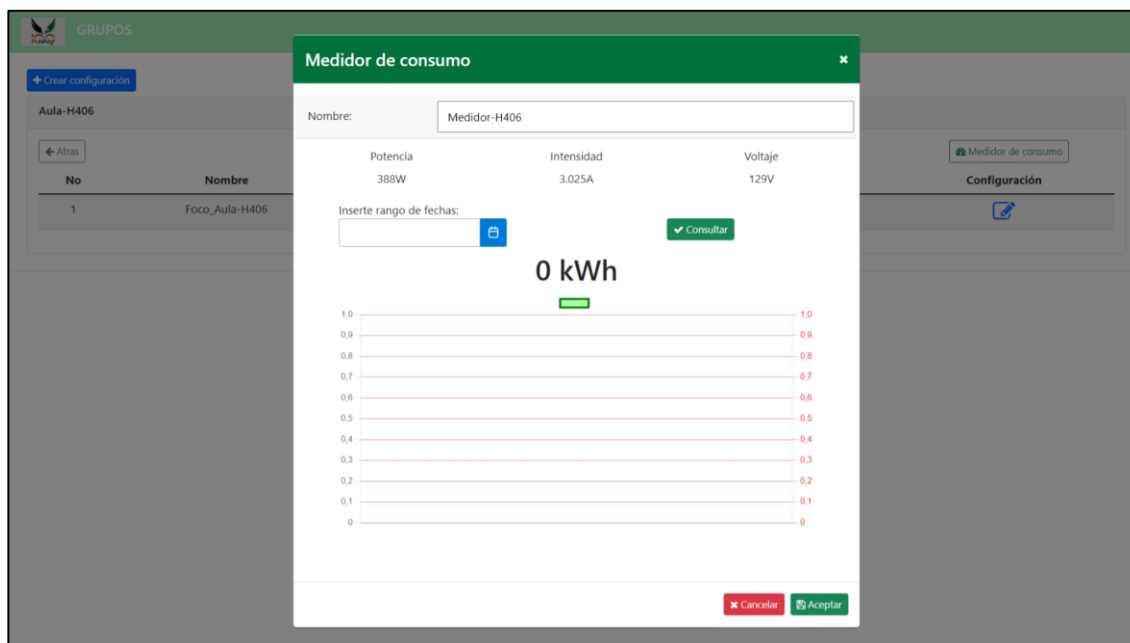 GRUPOS
Crear configuración
Aula-H406
Atras
Medidor de consumo
No Nombre Configuración
1 Foco_Aula-H406
Medidor de consumo
Nombre: Medidor-H406
Potencia Intensidad Voltaje
388W 3.025A 129V
Inserte rango de fechas:
Consultar
0 kWh
1,0 1,0
0,9 0,9
0,8 0,8
0,7 0,7
0,6 0,6
0,5 0,5
0,4 0,4
0,3 0,3
0,2 0,2
0,1 0,1
0 0
Cancelar Aceptar